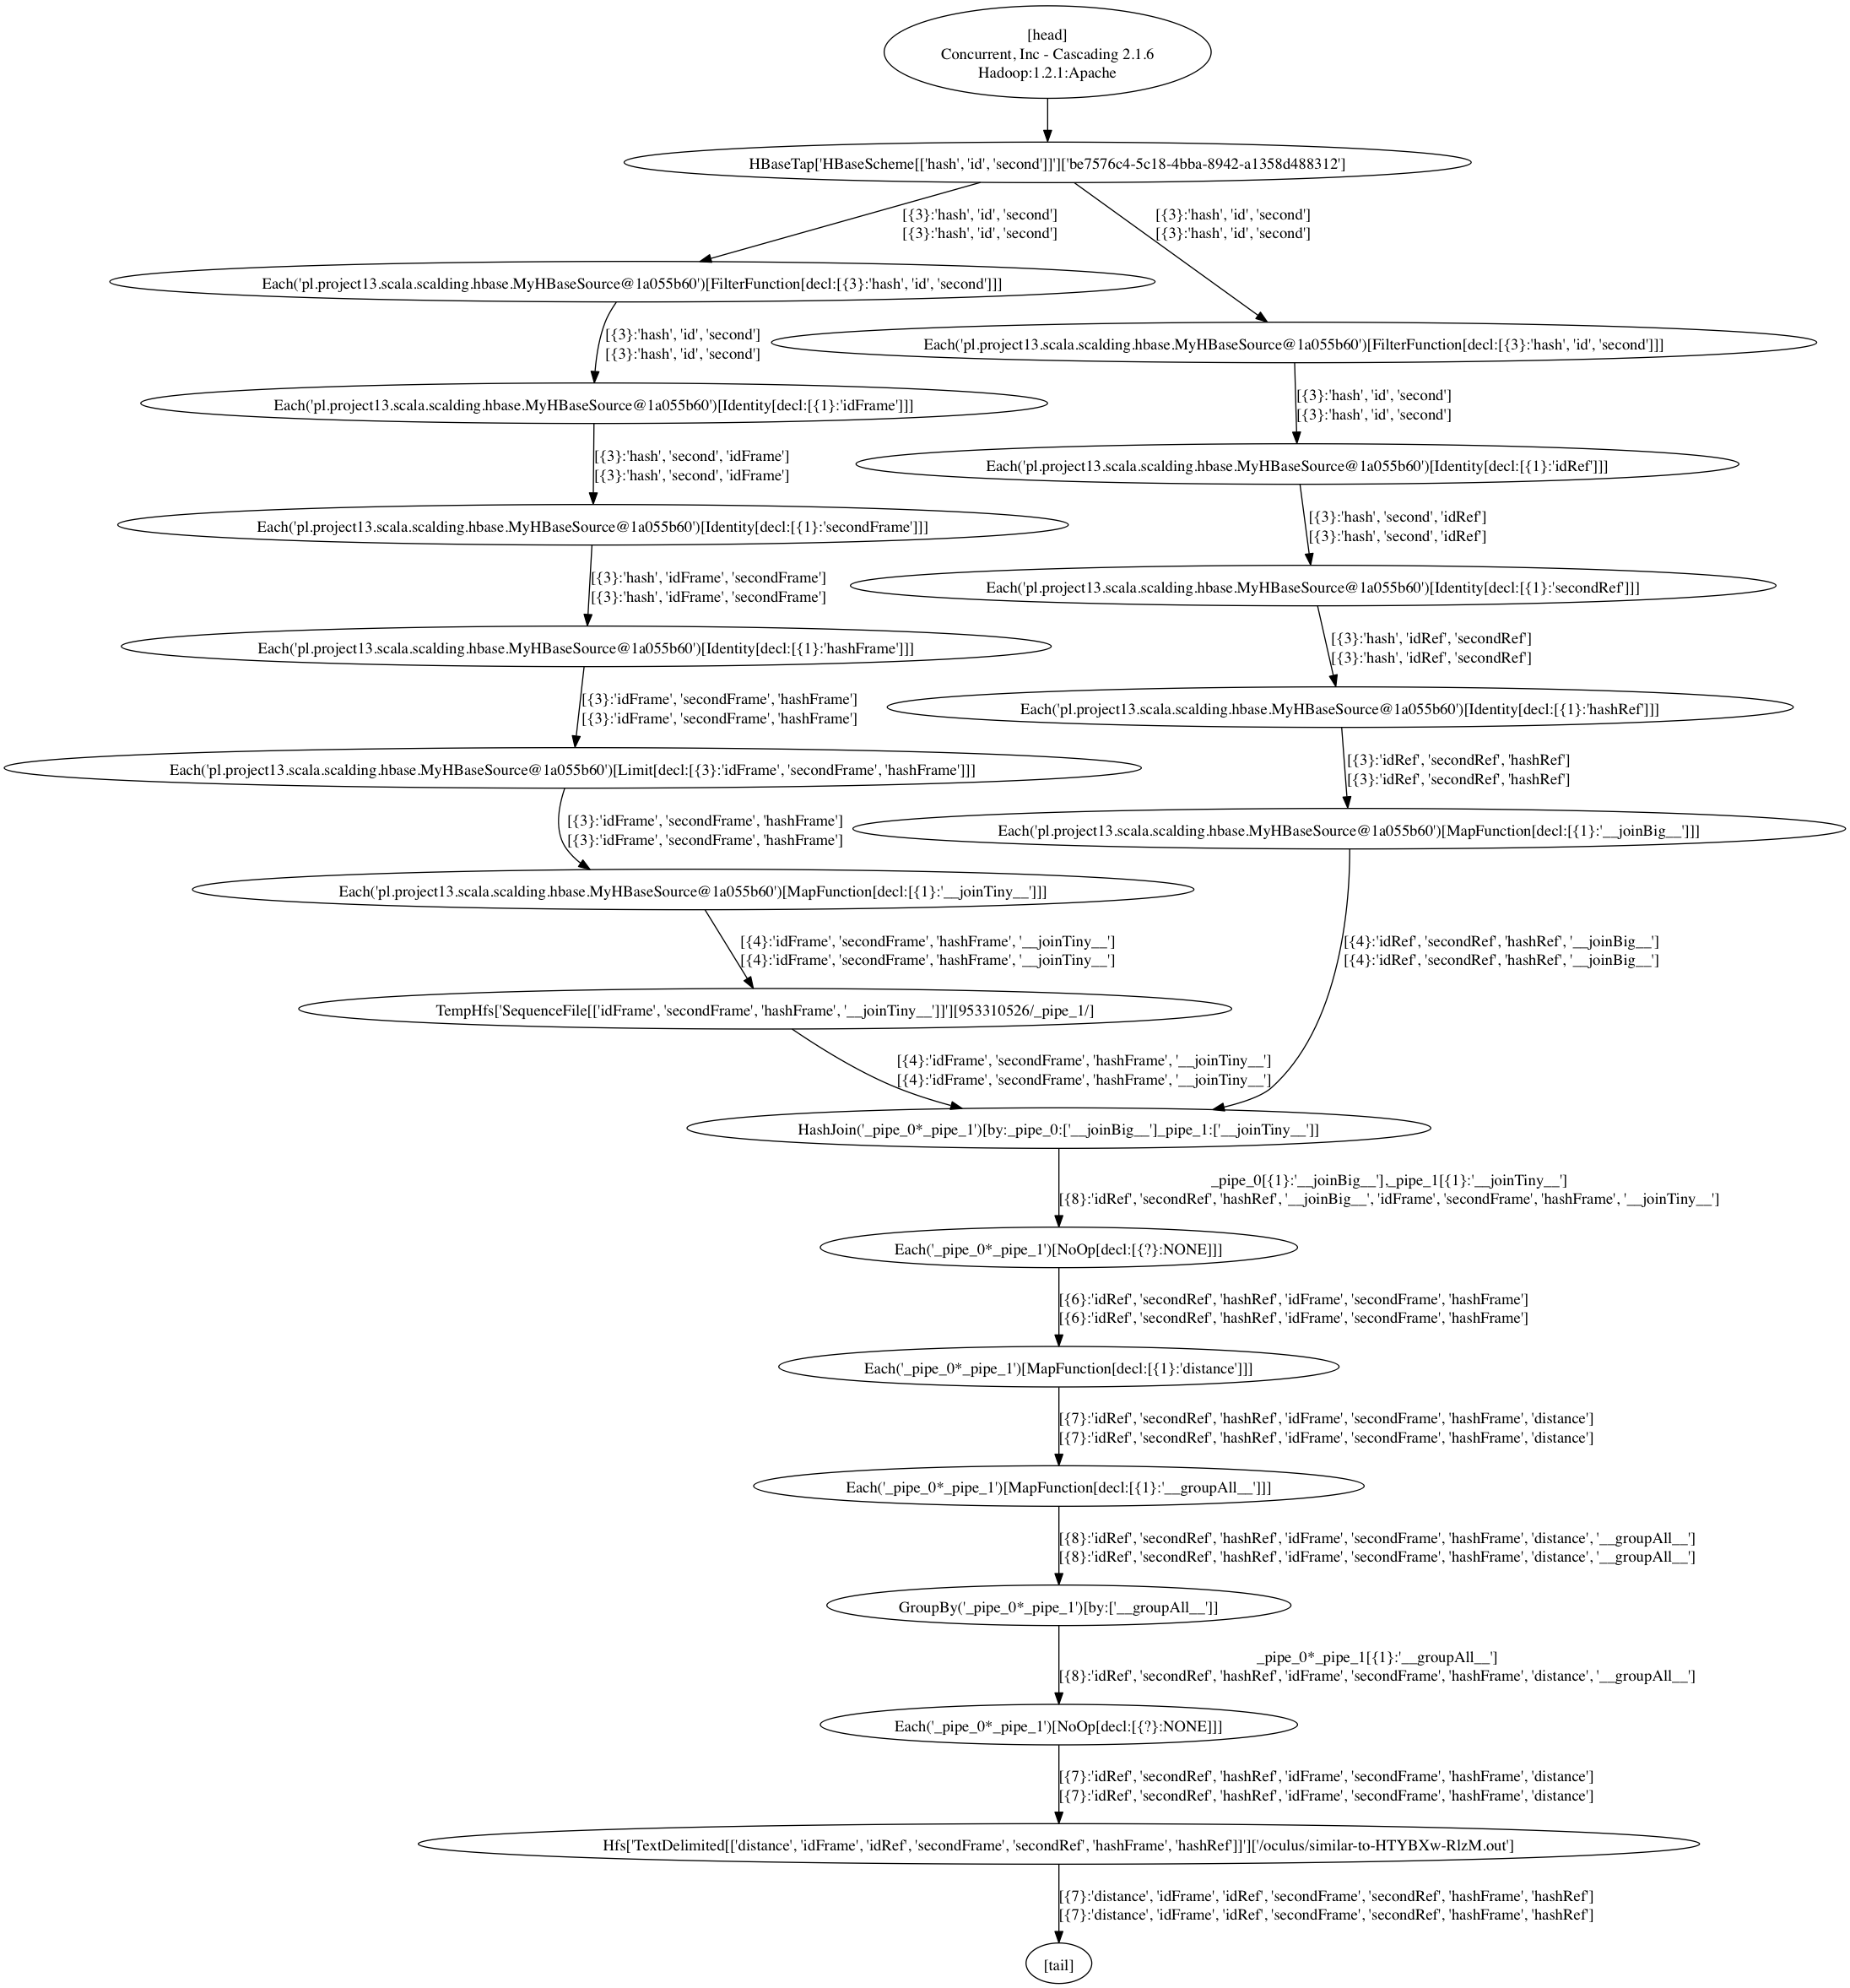 [head]
Concurrent, Inc - Cascading 2.1.6
Hadoop:1.2.1:Apache
HBaseTap['HBaseScheme[['hash', 'id', 'second']]']['be7576c4-5c18-4bba-8942-a1358d488312']
[{3}:'hash', 'id', 'second']
[{3}:'hash', 'id', 'second']
[{3}:'hash', 'id', 'second']
[{3}:'hash', 'id', 'second']
Each('pl.project13.scala.scalding.hbase.MyHBaseSource@1a055b60')[FilterFunction[decl:[{3}:'hash', 'id', 'second']]]
[{3}:'hash', 'id', 'second']
[{3}:'hash', 'id', 'second']
Each('pl.project13.scala.scalding.hbase.MyHBaseSource@1a055b60')[FilterFunction[decl:[{3}:'hash', 'id', 'second']]]
Each('pl.project13.scala.scalding.hbase.MyHBaseSource@1a055b60')[Identity[decl:[{1}:'idFrame']]]
[{3}:'hash', 'id', 'second']
[{3}:'hash', 'id', 'second']
[{3}:'hash', 'second', 'idFrame']
[{3}:'hash', 'second', 'idFrame']
Each('pl.project13.scala.scalding.hbase.MyHBaseSource@1a055b60')[Identity[decl:[{1}:'idRef']]]
Each('pl.project13.scala.scalding.hbase.MyHBaseSource@1a055b60')[Identity[decl:[{1}:'secondFrame']]]
[{3}:'hash', 'second', 'idRef']
[{3}:'hash', 'second', 'idRef']
[{3}:'hash', 'idFrame', 'secondFrame']
[{3}:'hash', 'idFrame', 'secondFrame']
Each('pl.project13.scala.scalding.hbase.MyHBaseSource@1a055b60')[Identity[decl:[{1}:'secondRef']]]
Each('pl.project13.scala.scalding.hbase.MyHBaseSource@1a055b60')[Identity[decl:[{1}:'hashFrame']]]
[{3}:'hash', 'idRef', 'secondRef']
[{3}:'hash', 'idRef', 'secondRef']
[{3}:'idFrame', 'secondFrame', 'hashFrame']
[{3}:'idFrame', 'secondFrame', 'hashFrame']
Each('pl.project13.scala.scalding.hbase.MyHBaseSource@1a055b60')[Identity[decl:[{1}:'hashRef']]]
Each('pl.project13.scala.scalding.hbase.MyHBaseSource@1a055b60')[Limit[decl:[{3}:'idFrame', 'secondFrame', 'hashFrame']]]
[{3}:'idRef', 'secondRef', 'hashRef']
[{3}:'idRef', 'secondRef', 'hashRef']
[{3}:'idFrame', 'secondFrame', 'hashFrame']
[{3}:'idFrame', 'secondFrame', 'hashFrame']
Each('pl.project13.scala.scalding.hbase.MyHBaseSource@1a055b60')[MapFunction[decl:[{1}:'__joinBig__']]]
Each('pl.project13.scala.scalding.hbase.MyHBaseSource@1a055b60')[MapFunction[decl:[{1}:'__joinTiny__']]]
[{4}:'idFrame', 'secondFrame', 'hashFrame', '__joinTiny__']
[{4}:'idFrame', 'secondFrame', 'hashFrame', '__joinTiny__']
[{4}:'idRef', 'secondRef', 'hashRef', '__joinBig__']
[{4}:'idRef', 'secondRef', 'hashRef', '__joinBig__']
TempHfs['SequenceFile[['idFrame', 'secondFrame', 'hashFrame', '__joinTiny__']]'][953310526/_pipe_1/]
[{4}:'idFrame', 'secondFrame', 'hashFrame', '__joinTiny__']
[{4}:'idFrame', 'secondFrame', 'hashFrame', '__joinTiny__']
HashJoin('_pipe_0*_pipe_1')[by:_pipe_0:['__joinBig__']_pipe_1:['__joinTiny__']]
_pipe_0[{1}:'__joinBig__'],_pipe_1[{1}:'__joinTiny__']
[{8}:'idRef', 'secondRef', 'hashRef', '__joinBig__', 'idFrame', 'secondFrame', 'hashFrame', '__joinTiny__']
Each('_pipe_0*_pipe_1')[NoOp[decl:[{?}:NONE]]]
[{6}:'idRef', 'secondRef', 'hashRef', 'idFrame', 'secondFrame', 'hashFrame']
[{6}:'idRef', 'secondRef', 'hashRef', 'idFrame', 'secondFrame', 'hashFrame']
Each('_pipe_0*_pipe_1')[MapFunction[decl:[{1}:'distance']]]
[{7}:'idRef', 'secondRef', 'hashRef', 'idFrame', 'secondFrame', 'hashFrame', 'distance']
[{7}:'idRef', 'secondRef', 'hashRef', 'idFrame', 'secondFrame', 'hashFrame', 'distance']
Each('_pipe_0*_pipe_1')[MapFunction[decl:[{1}:'__groupAll__']]]
[{8}:'idRef', 'secondRef', 'hashRef', 'idFrame', 'secondFrame', 'hashFrame', 'distance', '__groupAll__']
[{8}:'idRef', 'secondRef', 'hashRef', 'idFrame', 'secondFrame', 'hashFrame', 'distance', '__groupAll__']
GroupBy('_pipe_0*_pipe_1')[by:['__groupAll__']]
_pipe_0*_pipe_1[{1}:'__groupAll__']
[{8}:'idRef', 'secondRef', 'hashRef', 'idFrame', 'secondFrame', 'hashFrame', 'distance', '__groupAll__']
Each('_pipe_0*_pipe_1')[NoOp[decl:[{?}:NONE]]]
[{7}:'idRef', 'secondRef', 'hashRef', 'idFrame', 'secondFrame', 'hashFrame', 'distance']
[{7}:'idRef', 'secondRef', 'hashRef', 'idFrame', 'secondFrame', 'hashFrame', 'distance']
Hfs['TextDelimited[['distance', 'idFrame', 'idRef', 'secondFrame', 'secondRef', 'hashFrame', 'hashRef']]']['/oculus/similar-to-HTYBXw-RlzM.out']
[{7}:'distance', 'idFrame', 'idRef', 'secondFrame', 'secondRef', 'hashFrame', 'hashRef']
[{7}:'distance', 'idFrame', 'idRef', 'secondFrame', 'secondRef', 'hashFrame', 'hashRef']
[tail]